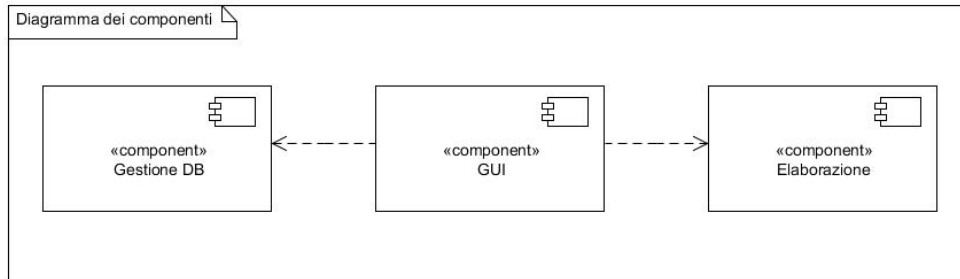 Diagramma dei componenti
«component»
Gestione DB
«component»
GUI
«component»
Elaborazione